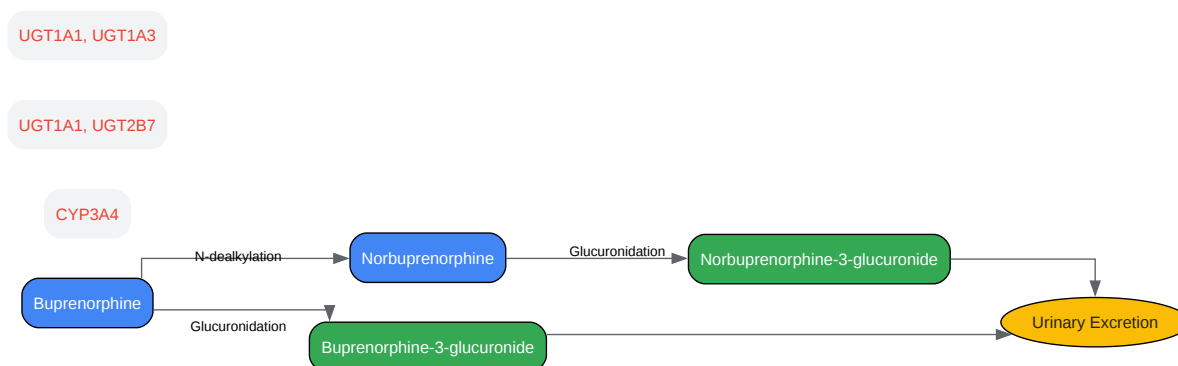 UGT1A1, UGT1A3
UGT1A1, UGT2B7
CYP3A4
N-dealkylation
Norbuprenorphine
Glucuronidation
Norbuprenorphine-3-glucuronide
Buprenorphine
Glucuronidation
Buprenorphine-3-glucuronide
Urinary Excretion